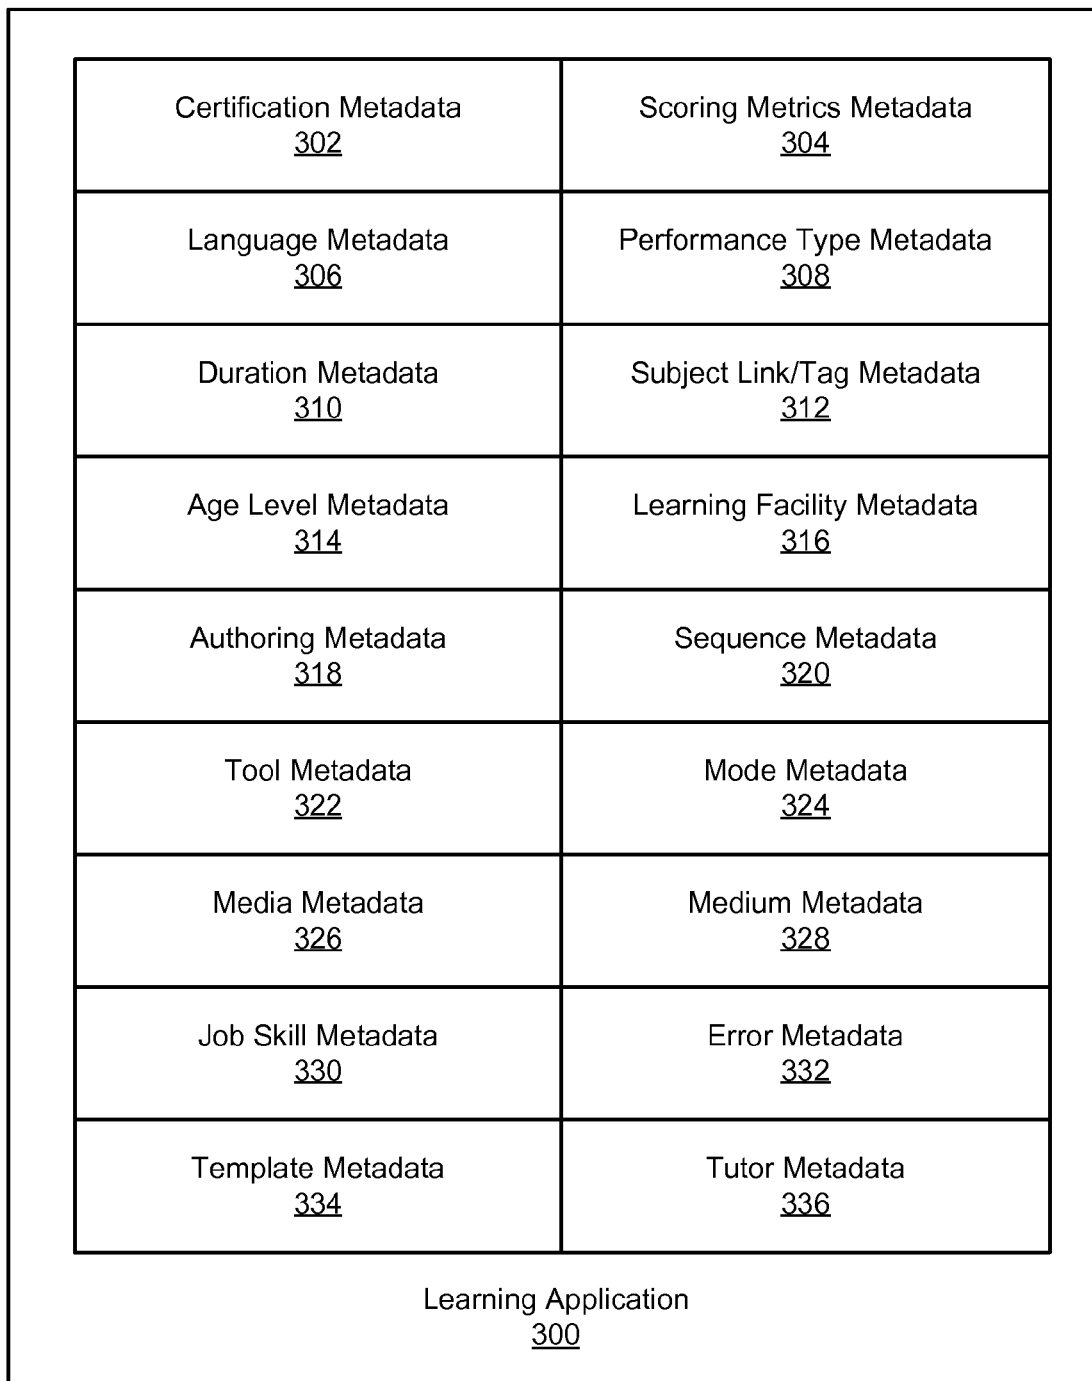 Certification Metadata
302
Scoring Metrics Metadata
304
Language Metadata
306
Performance Type Metadata
308
Duration Metadata
310
Subject Link/Tag Metadata
312
Age Level Metadata
314
Learning Facility Metadata
316
Authoring Metadata
318
Sequence Metadata
320
Tool Metadata
322
Mode Metadata
324
Media Metadata
326
Medium Metadata
328
Job Skill Metadata
330
Error Metadata
332
Template Metadata
334
Tutor Metadata
336
Learning Application
300